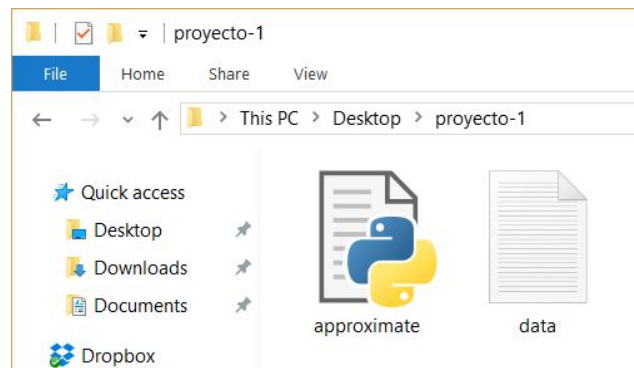 proyecto-1
File Home Share View
This PC > Desktop > proyecto-1
Quick access
Desktop
Downloads
Documents
Dropbox
approximate data